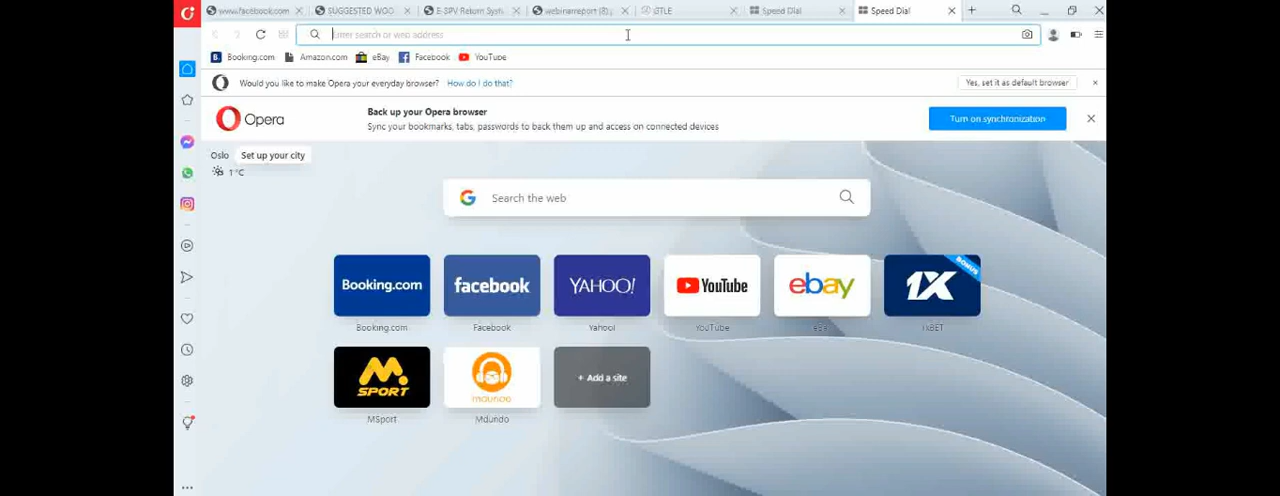 www.facebook.com
SUGGESTED WOO
E-SPV Return Syst
webinarreport (8)
GTLE
Speed Dial
Speed Dial
Enter search or web address
Booking.com
Amazon.com
eBay
Facebook
YouTube
Would you like to make Opera your everyday browser? How do I do that?
Yes, set it as default browser
Opera
Back up your Opera browser
Sync your bookmarks, tabs, passwords to back them up and access on connected devices
Turn on synchronization
Oslo
Set up your city
1°C
Search the web
Booking.com
facebook
YAHOO!
YouTube
ebay
1X
BONUS
Booking.com
Facebook
Yahoo!
YouTube
eBay
1XBET
M
SPORT
mdundo
+ Add a site
MSport
Mdundo